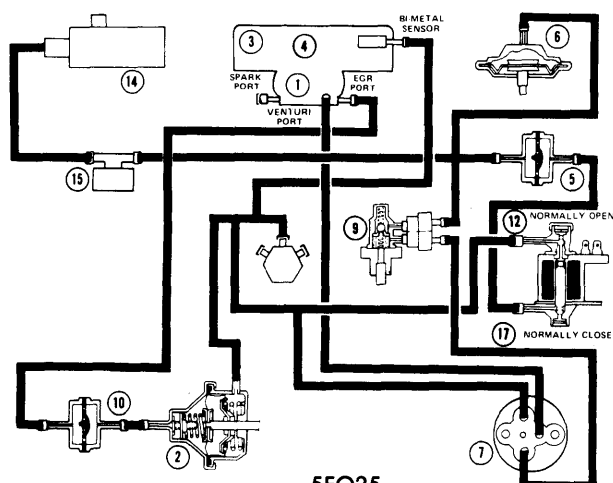 BI-METAL
SENSOR
3
4
6
14
SPARK
PORT
1
EGR
PORT
VENTURI
PORT
15
5
9
12
NORMALLY OPEN
17
NORMALLY CLOSE
10
2
7